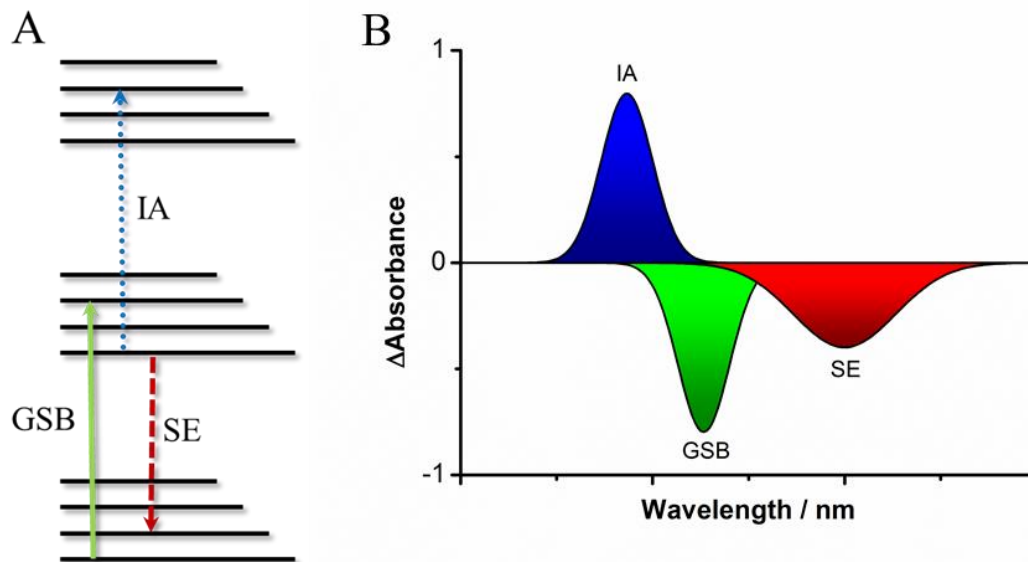 A
IA
GSB
SE
B
1
IA
0
ΔAbsorbance
SE
GSB
-1
Wavelength / nm